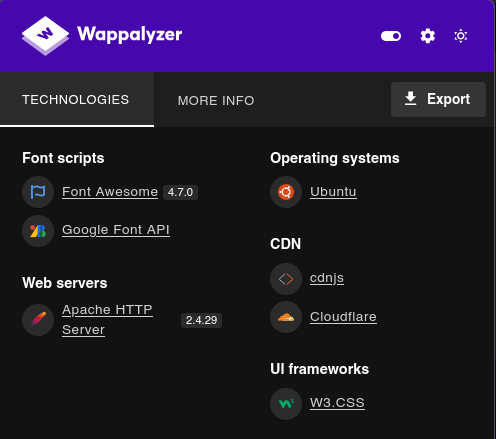 Wappalyzer
TECHNOLOGIES
MORE INFO
Export
Font scripts
Font Awesome 4.7.0
Google Font API
Web servers
Apache HTTP
Server
2.4.29
Operating systems
Ubuntu
CDN
cdnjs
Cloudflare
UI frameworks
W3.CSS